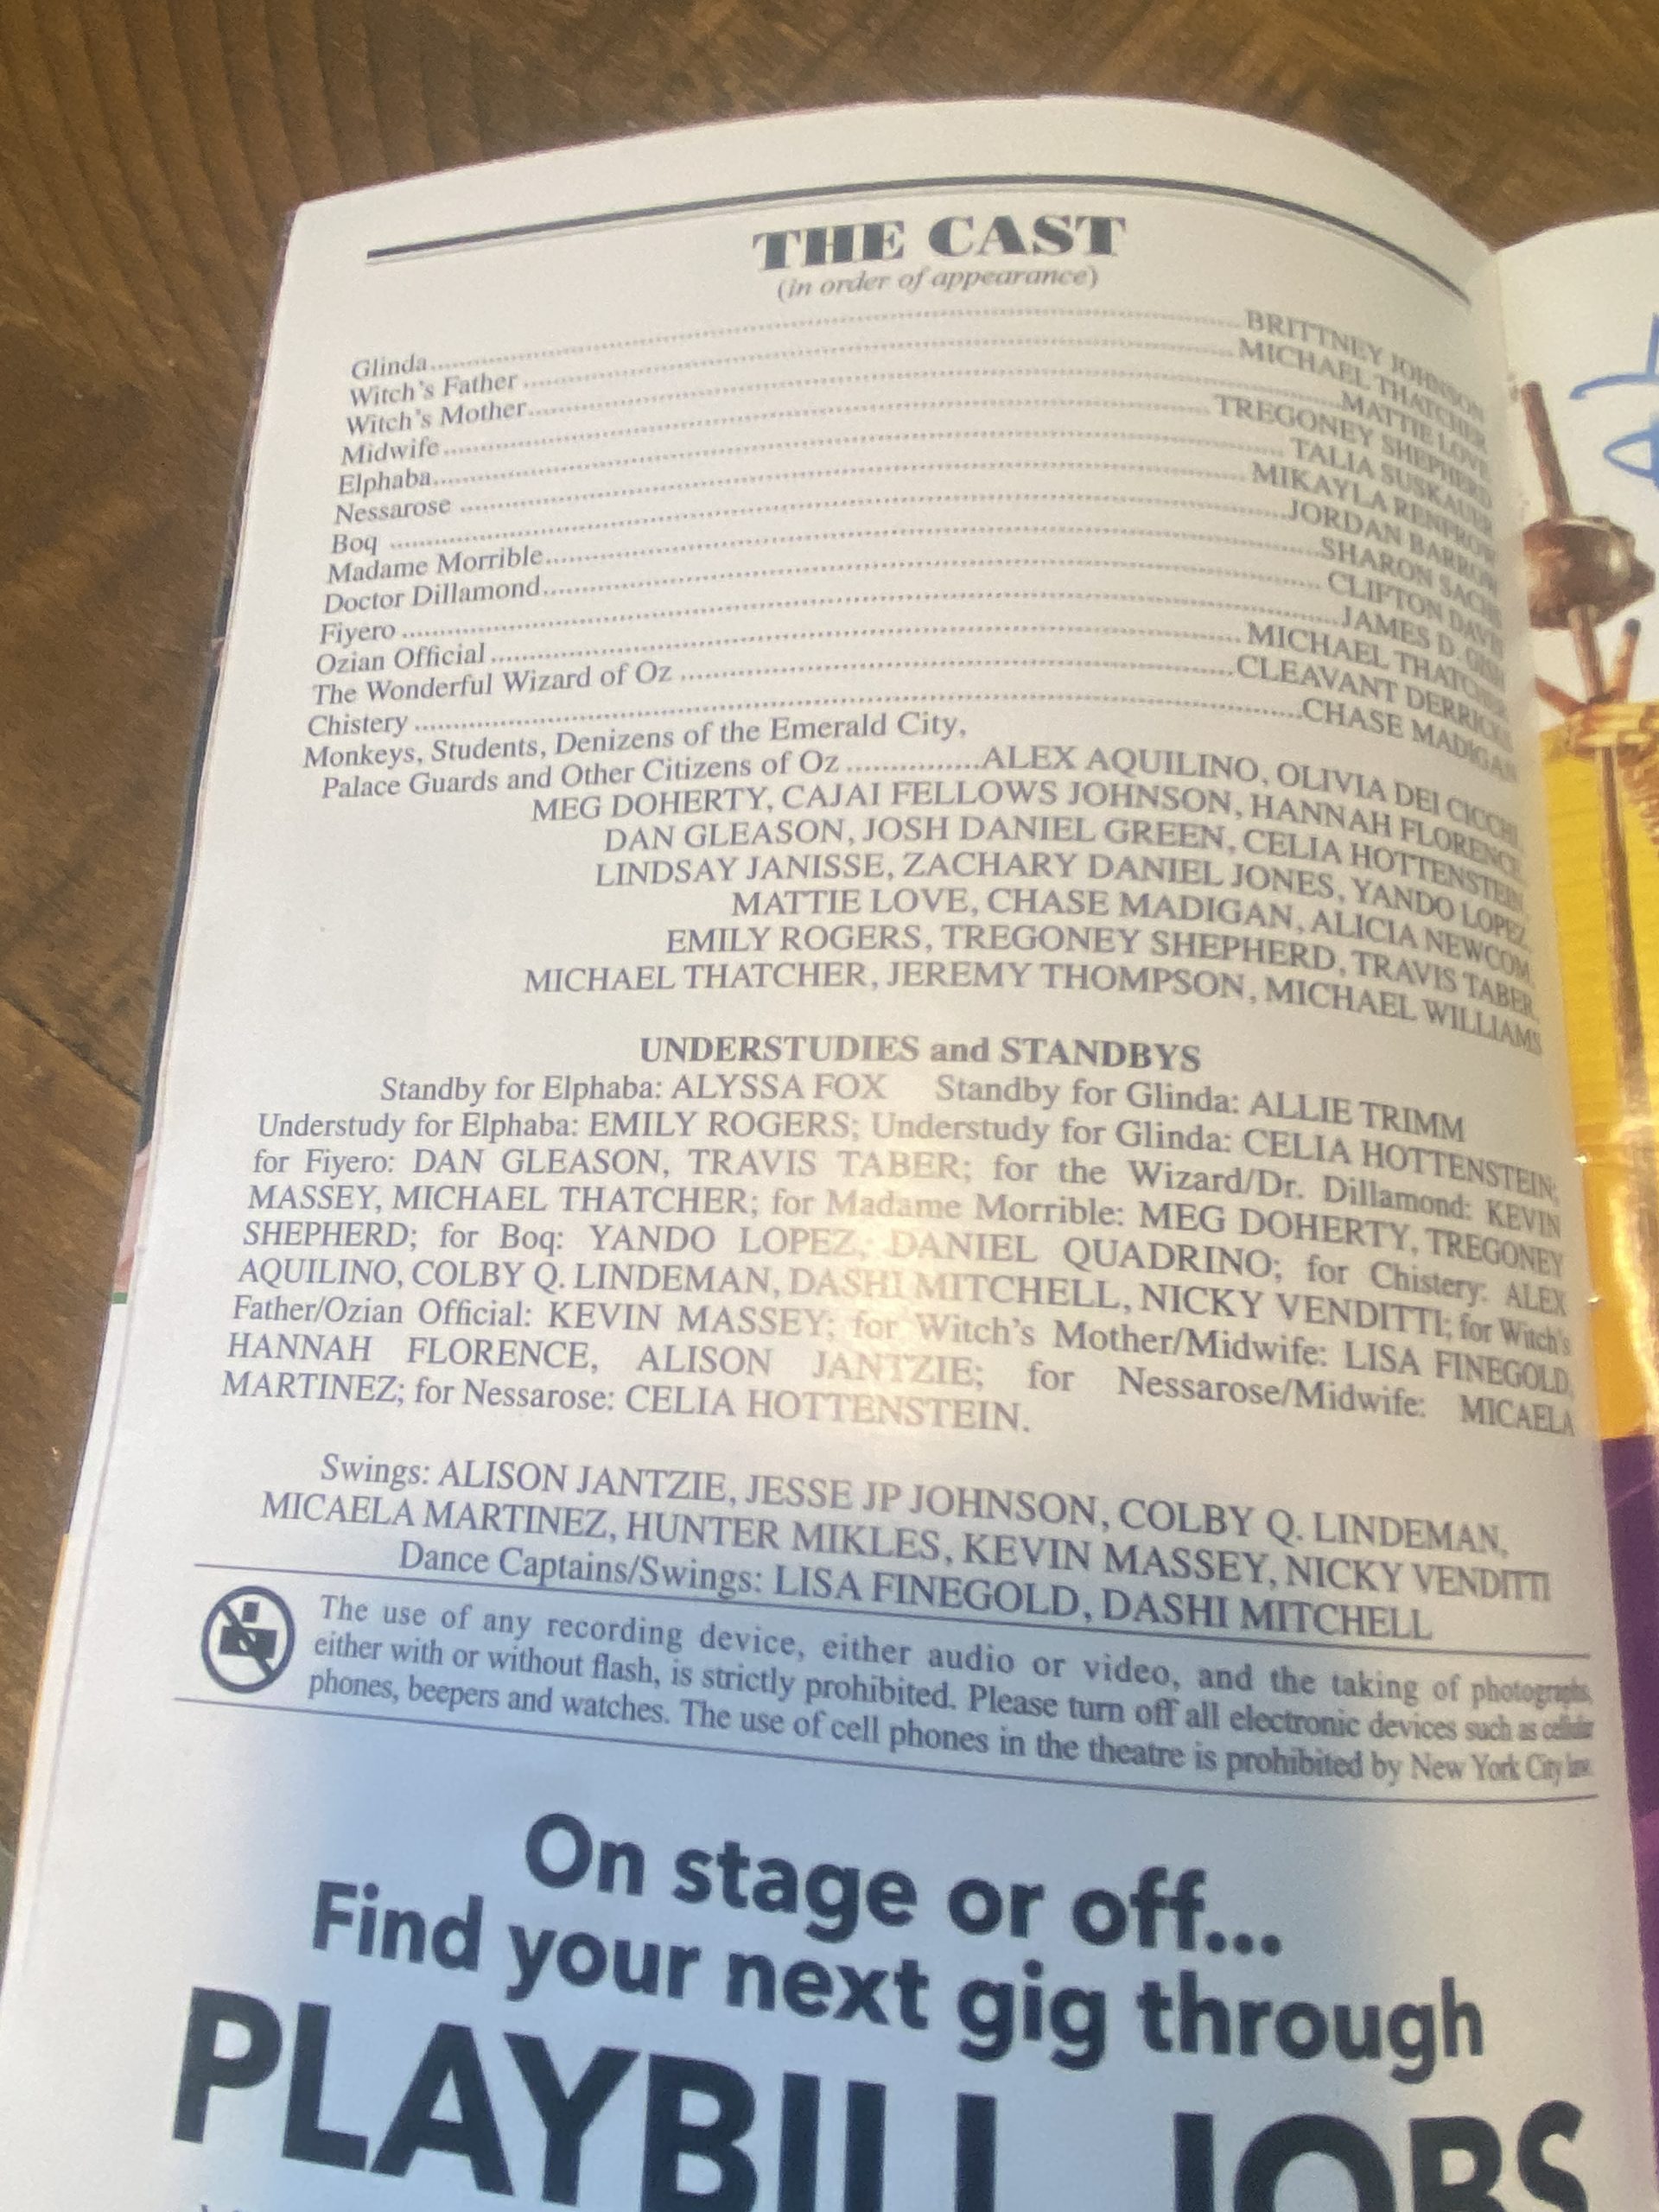 THE CAST
(in order of appearance)
Glinda..........BRITTNEY JOHNSON
Witch's Father..........MICHAEL THATCHER
Witch's Mother..........MATTIE LOVE
Midwife..........TREGONEY SHEPHERD
Elphaba..........TALIA SUSKAUER
Nessarose..........MIKAYLA RENFROW
Boq..........JORDAN BARROW
Madame Morrible..........SHARON SACHS
Doctor Dillamond..........CLIFTON DAVIS
Fiyero..........JAMES D. GISH
Ozian Official..........MICHAEL THATCHER
The Wonderful Wizard of Oz..........CLEAVANT DERRICKS
Chistery..........CHASE MADIGAN
Monkeys, Students, Denizens of the Emerald City,
Palace Guards and Other Citizens of Oz...............ALEX AQUILINO, OLIVIA DEI CICCHI,
MEG DOHERTY, CAJAI FELLOWS JOHNSON, HANNAH FLORENCE,
DAN GLEASON, JOSH DANIEL GREEN, CELIA HOTTENSTEIN,
LINDSAY JANISSE, ZACHARY DANIEL JONES, YANDO LOPEZ,
MATTIE LOVE, CHASE MADIGAN, ALICIA NEWCOM,
EMILY ROGERS, TREGONEY SHEPHERD, TRAVIS TABER,
MICHAEL THATCHER, JEREMY THOMPSON, MICHAEL WILLIAMS
UNDERSTUDIES and STANDBYS
Standby for Elphaba: ALYSSA FOX Standby for Glinda: ALLIE TRIMM
Understudy for Elphaba: EMILY ROGERS; Understudy for Glinda: CELIA HOTTENSTEIN;
for Fiyero: DAN GLEASON, TRAVIS TABER; for the Wizard/Dr. Dillamond: KEVIN
MASSEY, MICHAEL THATCHER; for Madame Morrible: MEG DOHERTY, TREGONEY
SHEPHERD; for Boq: YANDO LOPEZ, DANIEL QUADRINO; for Chistery: ALEX
AQUILINO, COLBY Q. LINDEMAN, DASHI MITCHELL, NICKY VENDITTI; for Witch's
Father/Ozian Official: KEVIN MASSEY; for Witch's Mother/Midwife: LISA FINEGOLD,
HANNAH FLORENCE, ALISON JANTZIE; for Nessarose/Midwife: MICAELA
MARTINEZ; for Nessarose: CELIA HOTTENSTEIN.
Swings: ALISON JANTZIE, JESSE JP JOHNSON, COLBY Q. LINDEMAN,
MICAELA MARTINEZ, HUNTER MIKLES, KEVIN MASSEY, NICKY VENDITTI
Dance Captains/Swings: LISA FINEGOLD, DASHI MITCHELL
The use of any recording device, either audio or video, and the taking of photographs,
either with or without flash, is strictly prohibited. Please turn off all electronic devices such as cellular
phones, beepers and watches. The use of cell phones in the theatre is prohibited by New York City law.
On stage or off...
Find your next gig through
PLAYBILL JOBS